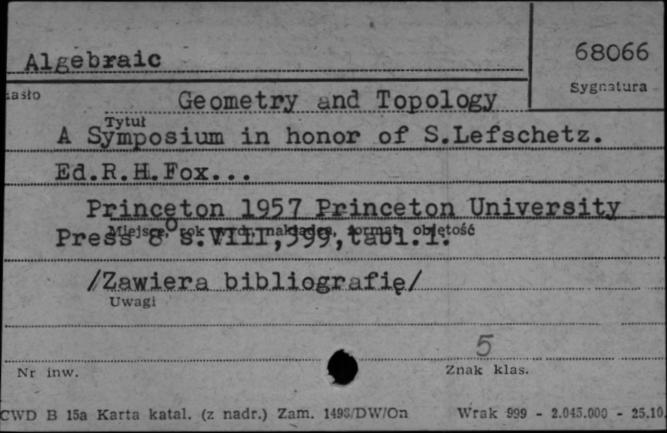 Algebraic
68066
Sygnatura
Geometry and Topology
Tytuł
A Symposium in honor of S.Lefschetz.
Ed.R.H.Fox...
Princeton 1957 Princeton University
Miejsce, rok wyd., nakładca, format, objętość
Press 8° s.VIII,399,tabl.1.
/Zawiera bibliografię/
Uwagi
5
Nr inw.
Znak klas.
CWD B 15a Karta katal. (z nadr.) Zam. /DW/On Wrak 999 - 2.045.000 - 25.10.